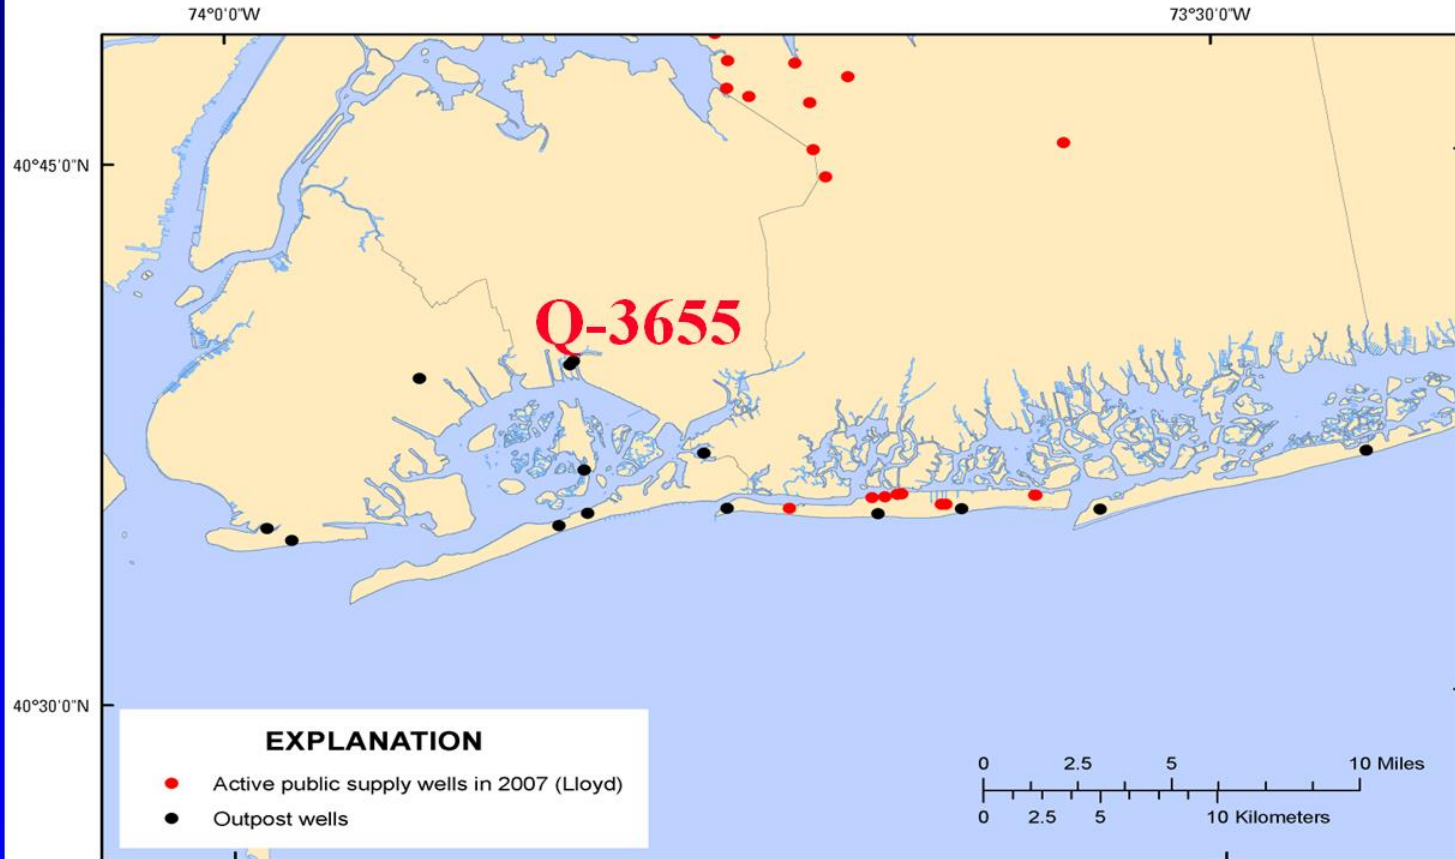 74°0'0"W
73°30'0"W
40°45'0"N
Q-3655
40°30'0"N
EXPLANATION
Active public supply wells in 2007 (Lloyd)
Outpost wells
0 2.5 5 10 Miles
0 2.5 5 10 Kilometers